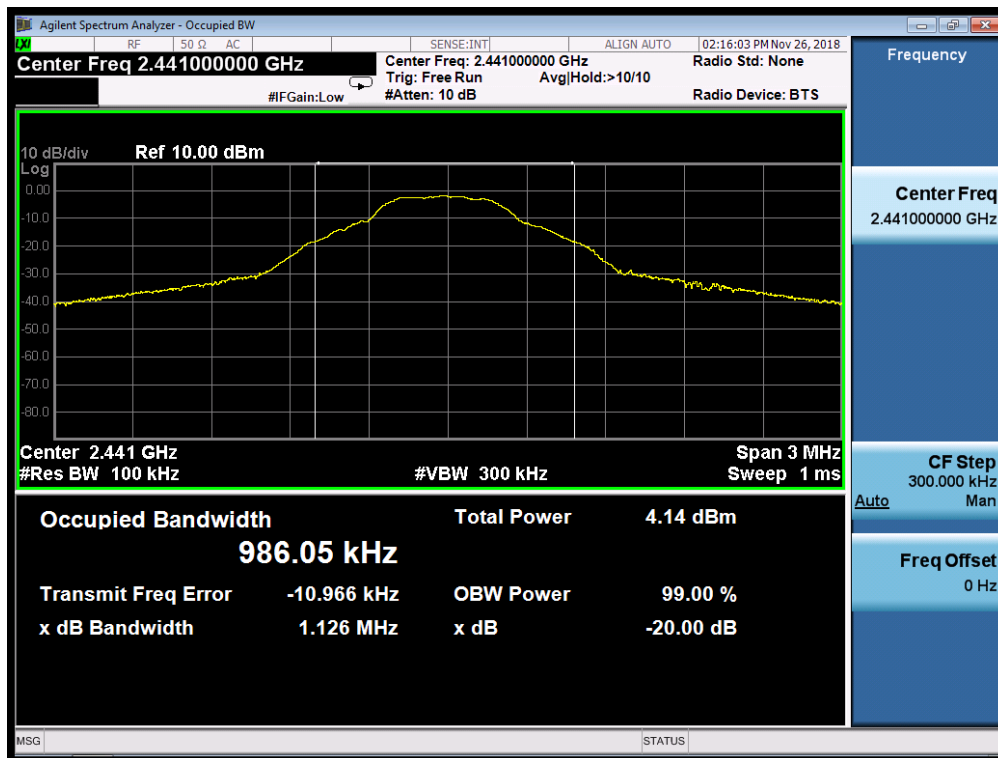 Agilent Spectrum Analyzer - Occupied BW
LXI RF 50 Ω AC SENSE:INT ALIGN AUTO 02:16:03 PM Nov 26, 2018
Center Freq 2.441000000 GHz
Center Freq: 2.441000000 GHz Radio Std: None
Trig: Free Run Avg|Hold:>10/10
#IFGain:Low #Atten: 10 dB Radio Device: BTS
10 dB/div Ref 10.00 dBm
Log
0.00
-10.0
-20.0
-30.0
-40.0
-50.0
-60.0
-70.0
-80.0
Center 2.441 GHz Span 3 MHz
#Res BW 100 kHz #VBW 300 kHz Sweep 1 ms
Occupied Bandwidth Total Power 4.14 dBm
986.05 kHz
Transmit Freq Error -10.966 kHz OBW Power 99.00 %
x dB Bandwidth 1.126 MHz x dB -20.00 dB
Frequency
Center Freq
2.441000000 GHz
CF Step
300.000 kHz
Auto Man
Freq Offset
0 Hz
MSG STATUS